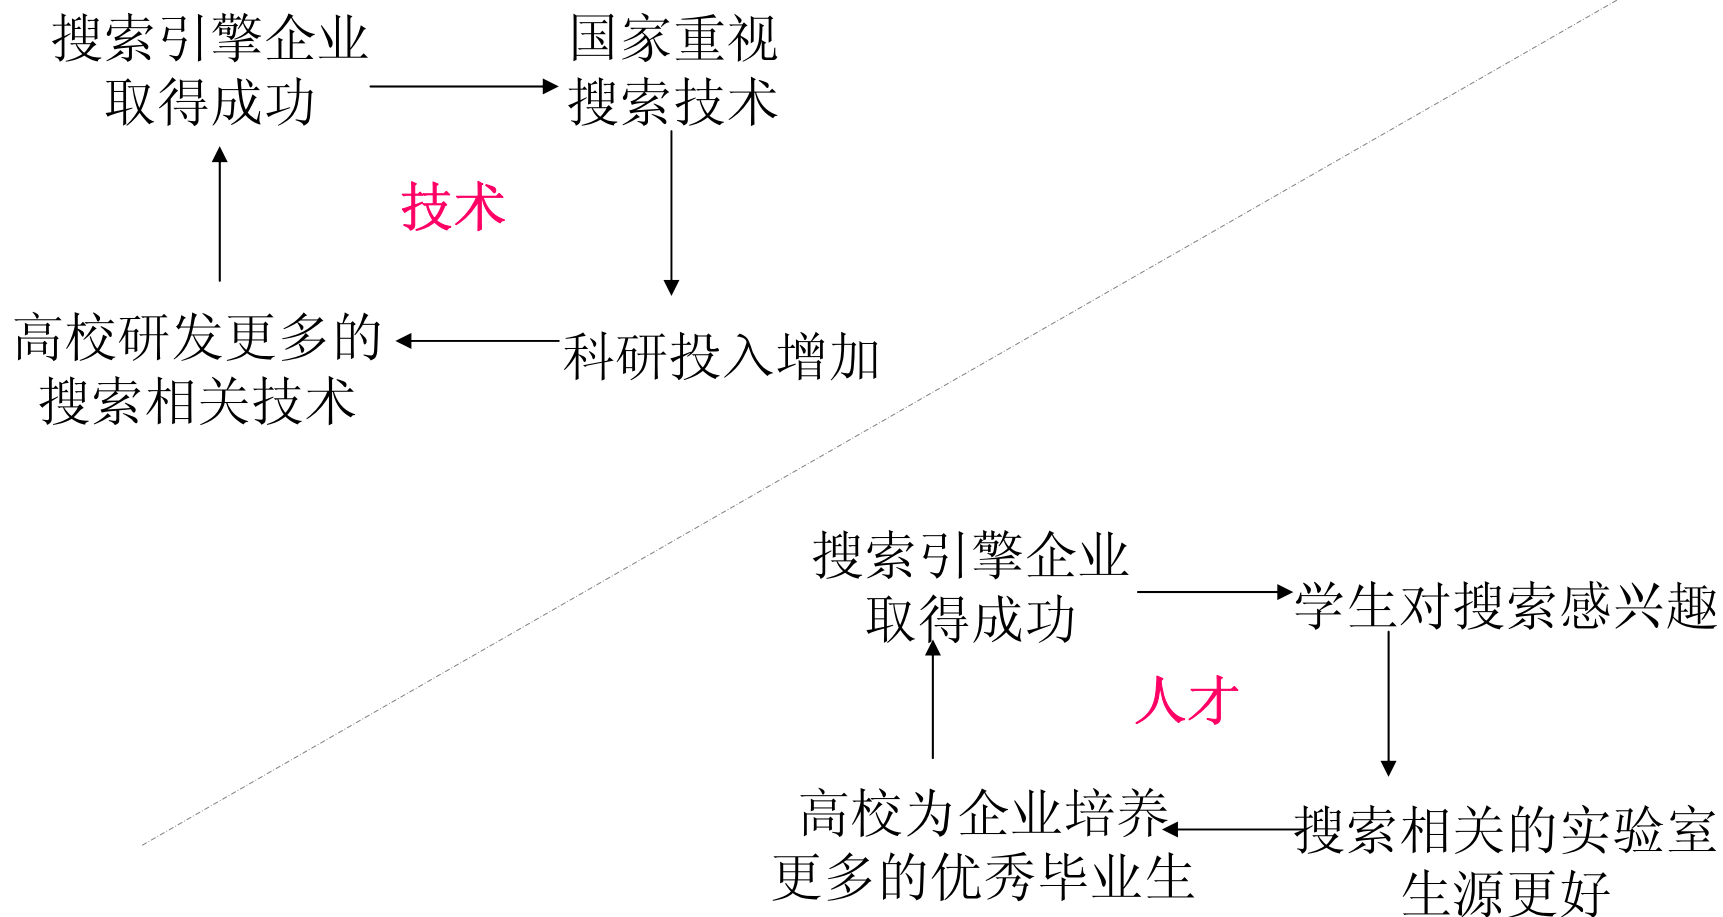 搜索引擎企业
取得成功
国家重视
搜索技术
技术
高校研发更多的
搜索相关技术
科研投入增加
搜索引擎企业
取得成功
学生对搜索感兴趣
人才
高校为企业培养
更多的优秀毕业生
搜索相关的实验室
生源更好